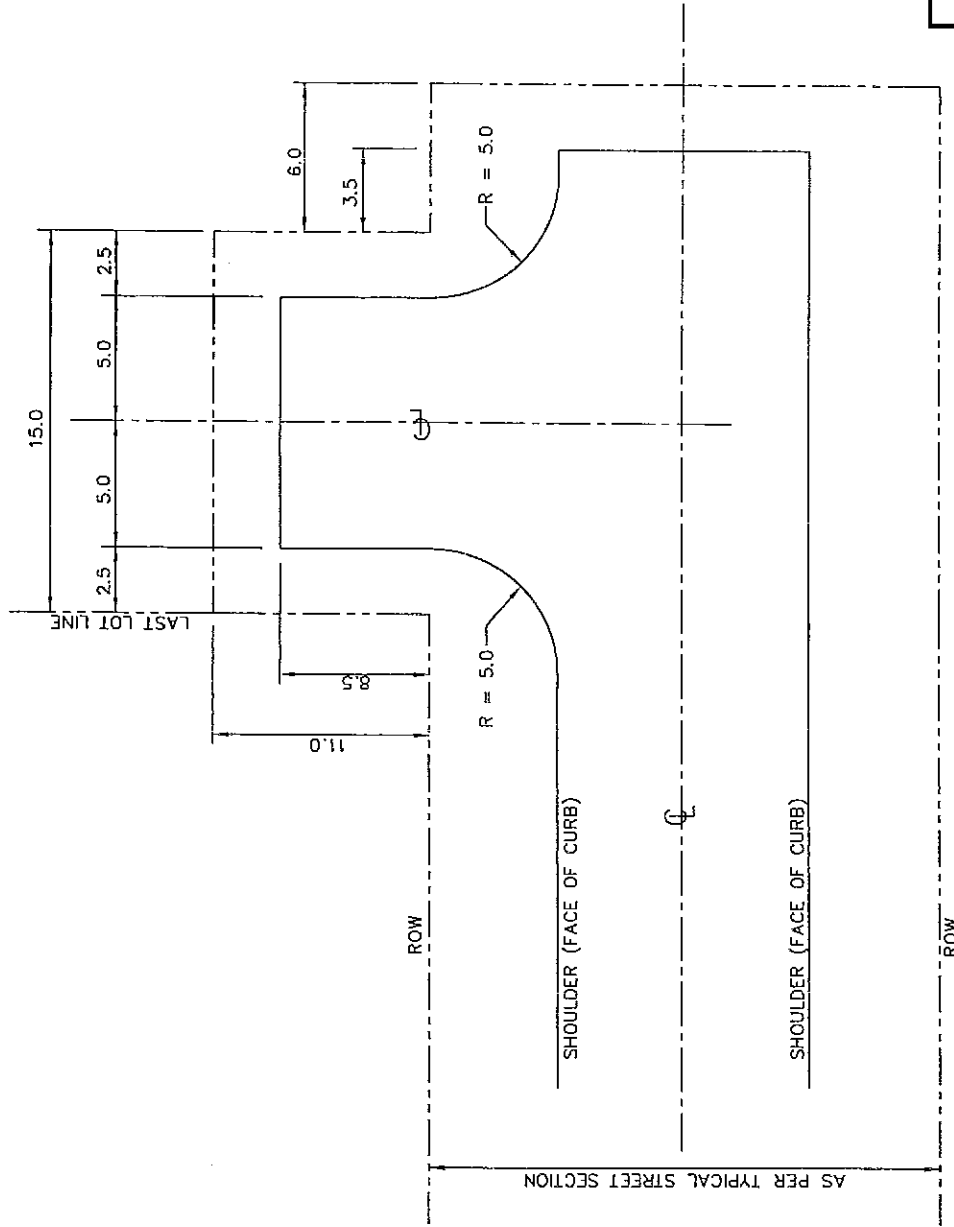 15.0
2.5
5.0
5.0
2.5
6.0
3.5
LAST LOT LINE
8.5
11.0
R = 5.0
R = 5.0
℄
ROW
SHOULDER (FACE OF CURB)
℄
SHOULDER (FACE OF CURB)
ROW
AS PER TYPICAL STREET SECTION